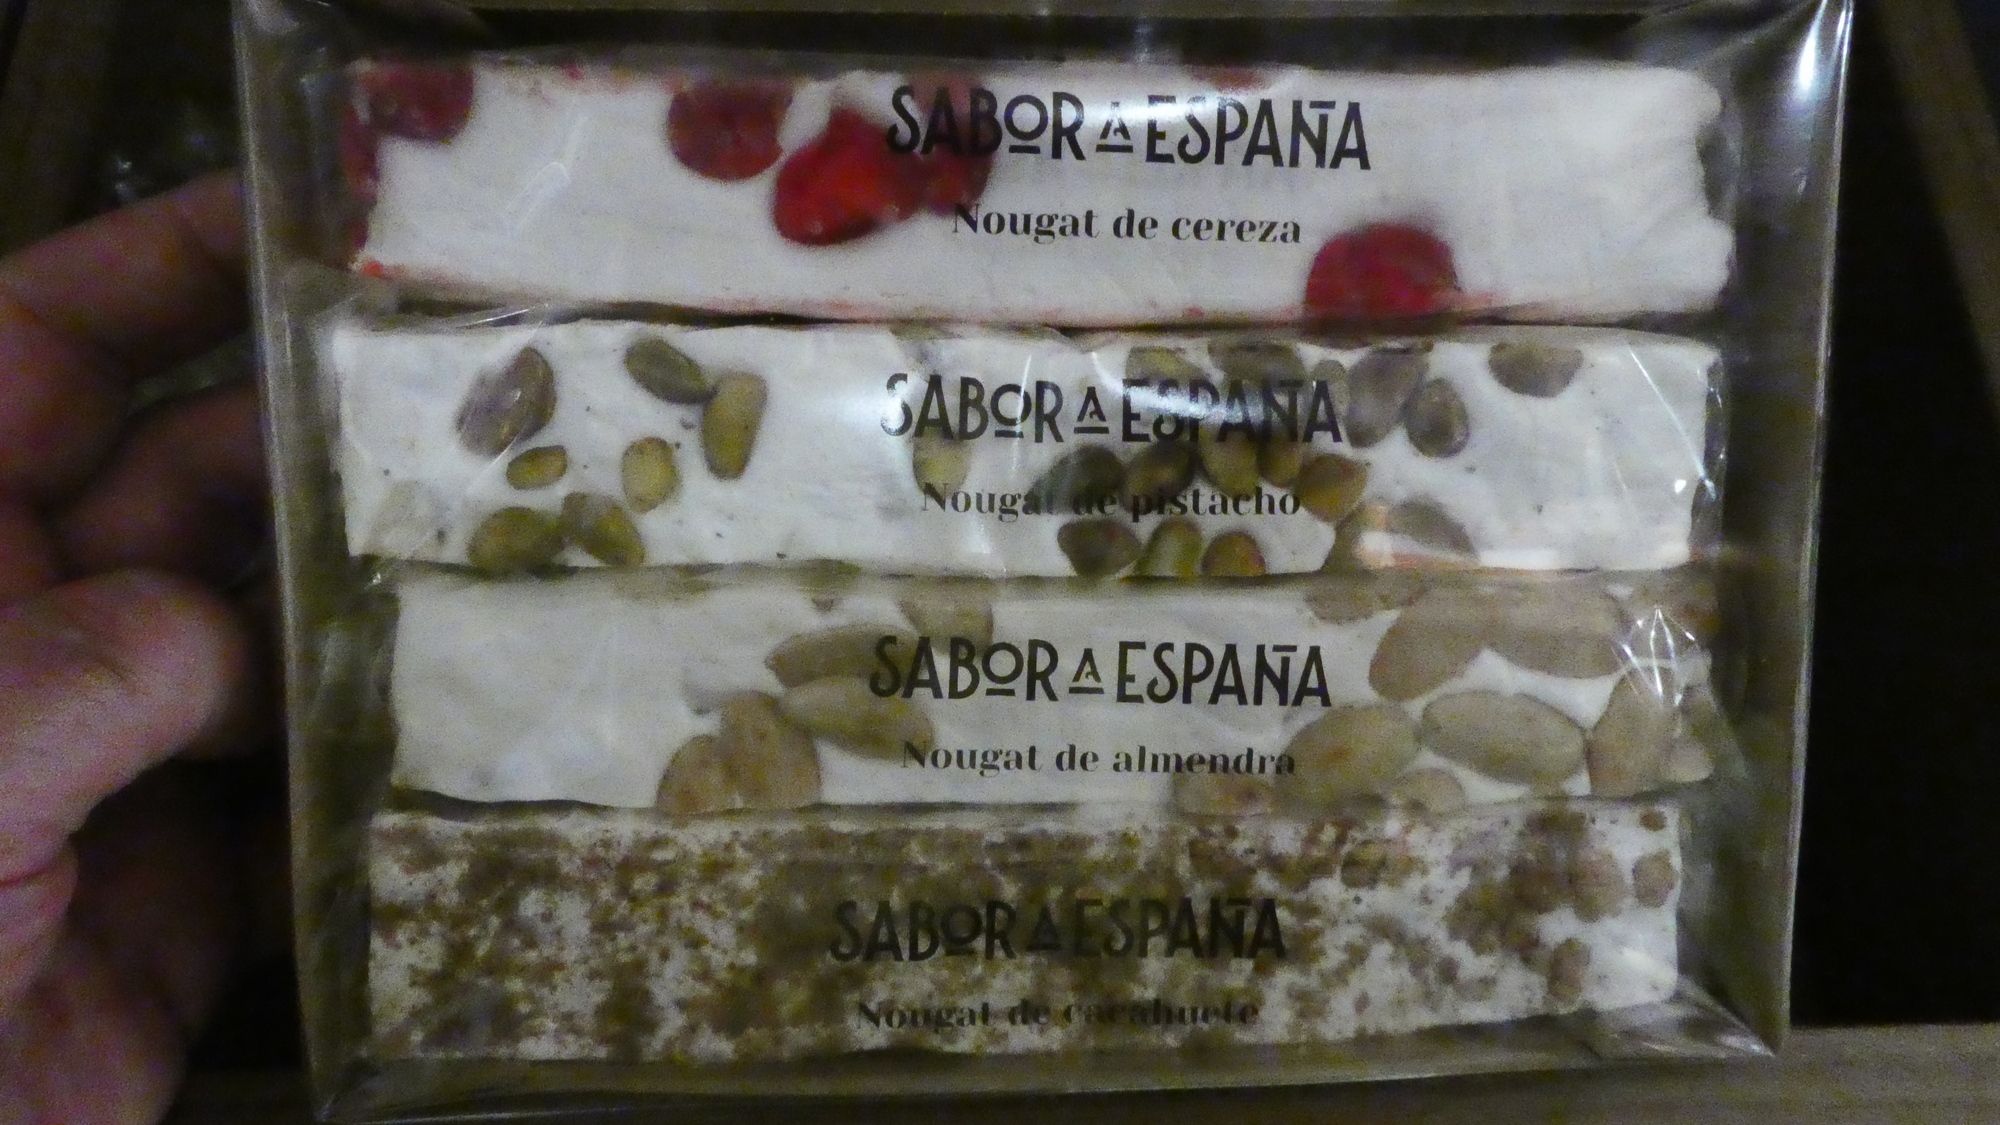 SABOR A ESPAÑA
Nougat de cereza
SABOR A ESPAÑA
Nougat de pistacho
SABOR A ESPAÑA
Nougat de almendra
SABOR A ESPAÑA
Nougat de cacahuete